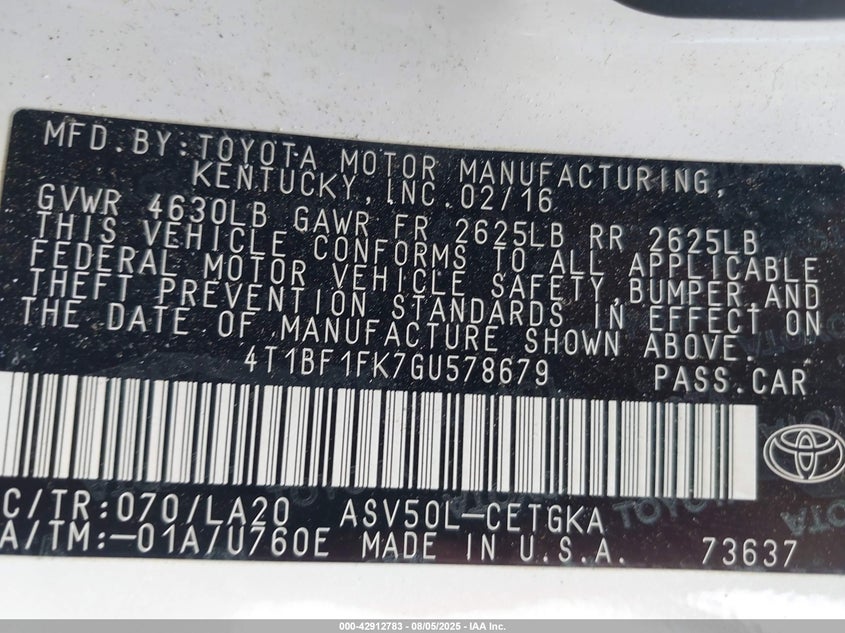 MFD.BY:TOYOTA MOTOR MANUFACTURING,
KENTUCKY,INC.02/16
GVWR 4630LB GAWR FR 2625LB RR 2625LB
THIS VEHICLE CONFORMS TO ALL APPLICABLE
FEDERAL MOTOR VEHICLE SAFETY,BUMPER,AND
THEFT PREVENTION STANDARDS IN EFFECT ON
THE DATE OF MANUFACTURE SHOWN ABOVE.
4T1BF1FK7GU578679 PASS.CAR
C/TR:070/LA20 ASV50L-CETGKA
A/TM:-01A/U760E MADE IN U.S.A. 73637
000-42912783 - 08/05/2025 - IAA Inc.